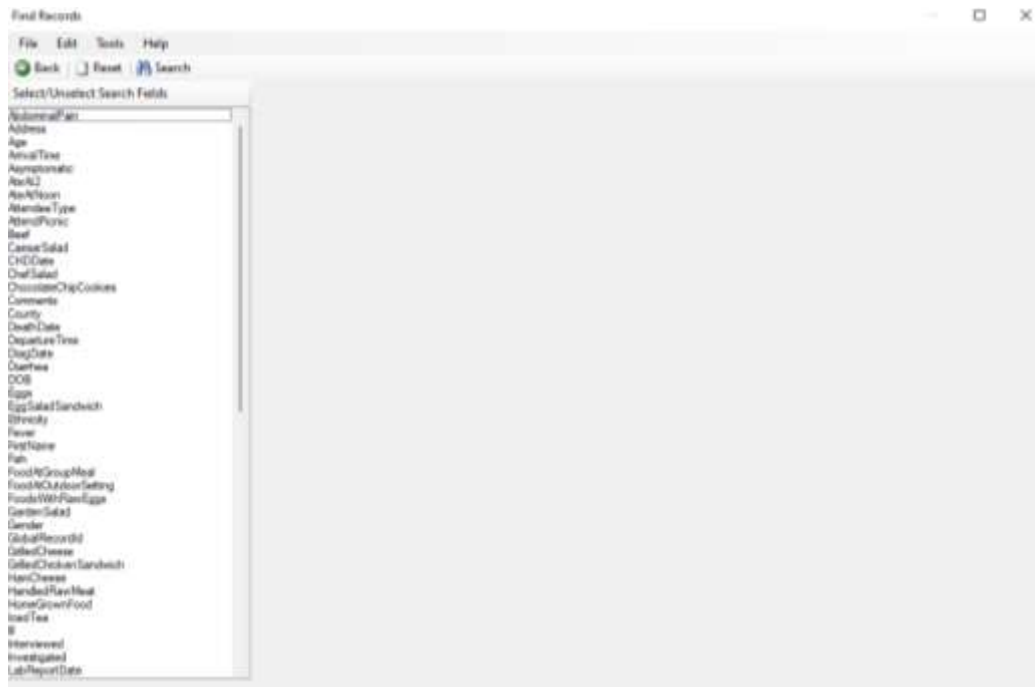 Find Records
File Edit Tools Help
Back Reset Search
Select/Unselect Search Fields
AbdominalPain
Address
Age
ArrivalTime
Asymptomatic
AteAt2
AteAtNoon
AttendeeType
AttendPicnic
Beef
CaesarSalad
CHDDate
ChefSalad
ChocolateChipCookies
Comments
County
DeathDate
DepartureTime
DiagDate
Diarrhea
DOB
Eggs
EggSaladSandwich
Ethnicity
Fever
FirstName
Fish
FoodAtGroupMeal
FoodAtOutdoorSetting
FoodsWithRawEggs
GardenSalad
Gender
GlobalRecordId
GrilledCheese
GrilledChickenSandwich
HamCheese
HandledRawMeat
HomeGrownFood
IcedTea
Ill
Interviewed
Investigated
LabReportDate